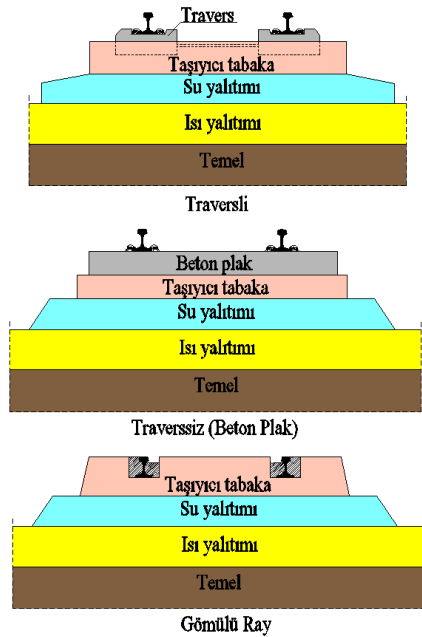 Travers
Taşıyıcı tabaka
Su yalıtımı
Isı yalıtımı
Temel
Traversli
Beton plak
Taşıyıcı tabaka
Su yalıtımı
Isı yalıtımı
Temel
Traverssiz (Beton Plak)
Taşıyıcı tabaka
Su yalıtımı
Isı yalıtımı
Temel
Gömülü Ray